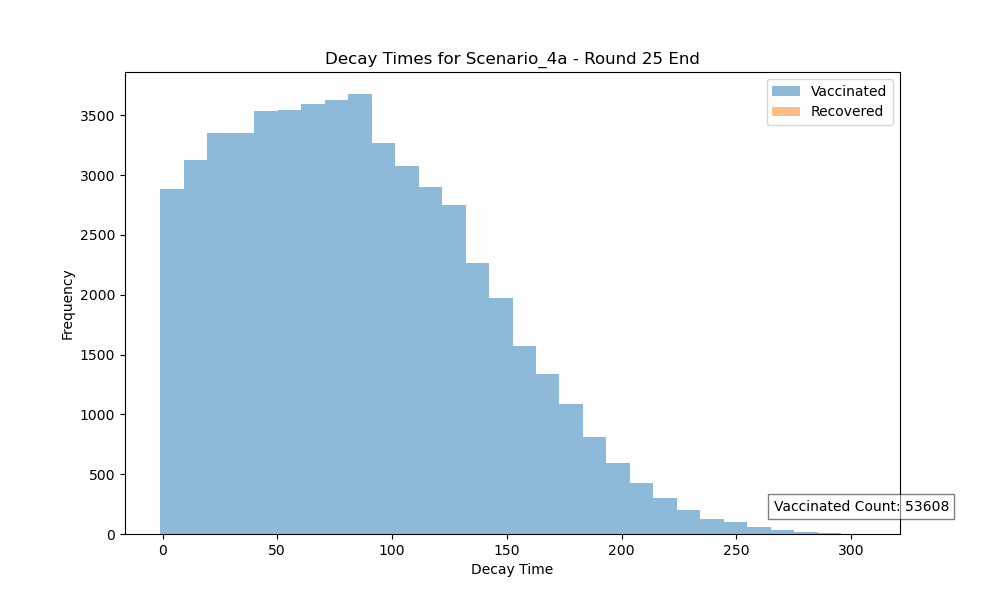 Decay Times for Scenario_4a - Round 25 End
Vaccinated
Recovered
3500
3000
2500
2000
1500
1000
500
0
Frequency
Vaccinated Count: 53608
0 50 100 150 200 250 300
Decay Time